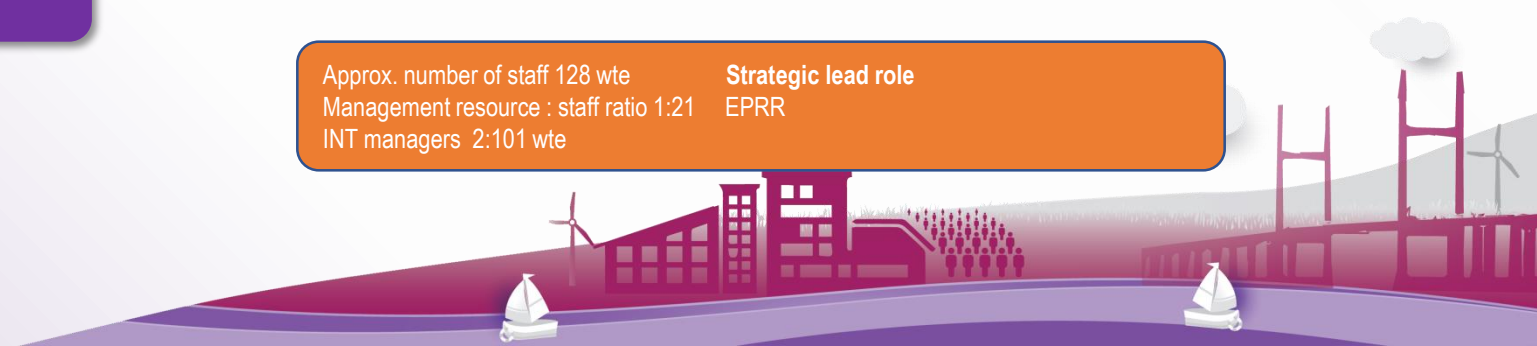 Approx. number of staff 128 wte
Management resource : staff ratio 1:21
INT managers 2:101 wte
Strategic lead role
EPRR